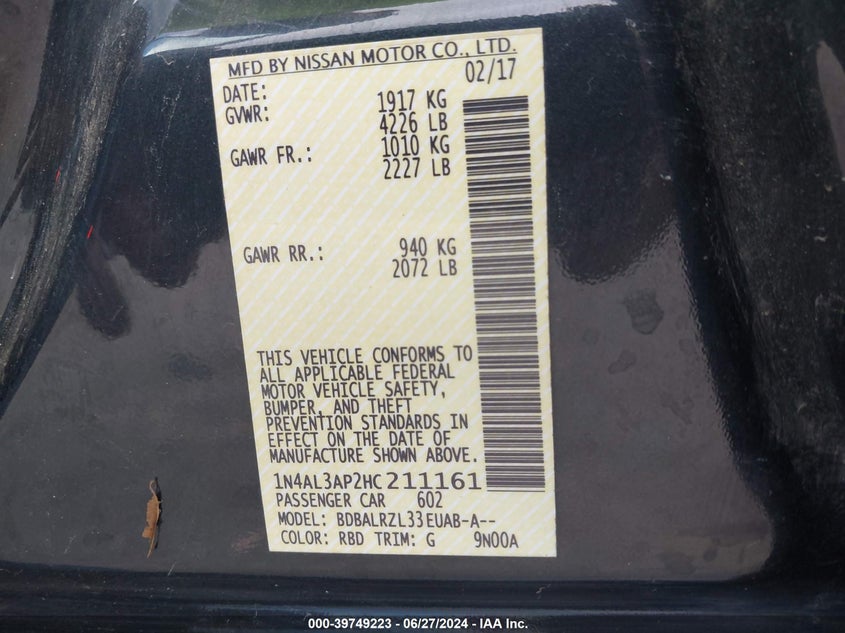 MFD BY NISSAN MOTOR CO., LTD.
DATE: 02/17
GVWR: 1917 KG
4226 LB
GAWR FR.: 1010 KG
2227 LB
GAWR RR.: 940 KG
2072 LB
THIS VEHICLE CONFORMS TO
ALL APPLICABLE FEDERAL
MOTOR VEHICLE SAFETY,
BUMPER, AND THEFT
PREVENTION STANDARDS IN
EFFECT ON THE DATE OF
MANUFACTURE SHOWN ABOVE.
1N4AL3AP2HC211161
PASSENGER CAR 602
MODEL: BDBALRZL33EUAB-A--
COLOR: RBD TRIM: G 9N00A
000-39749223 / 06/27/2024 - IAA Inc.